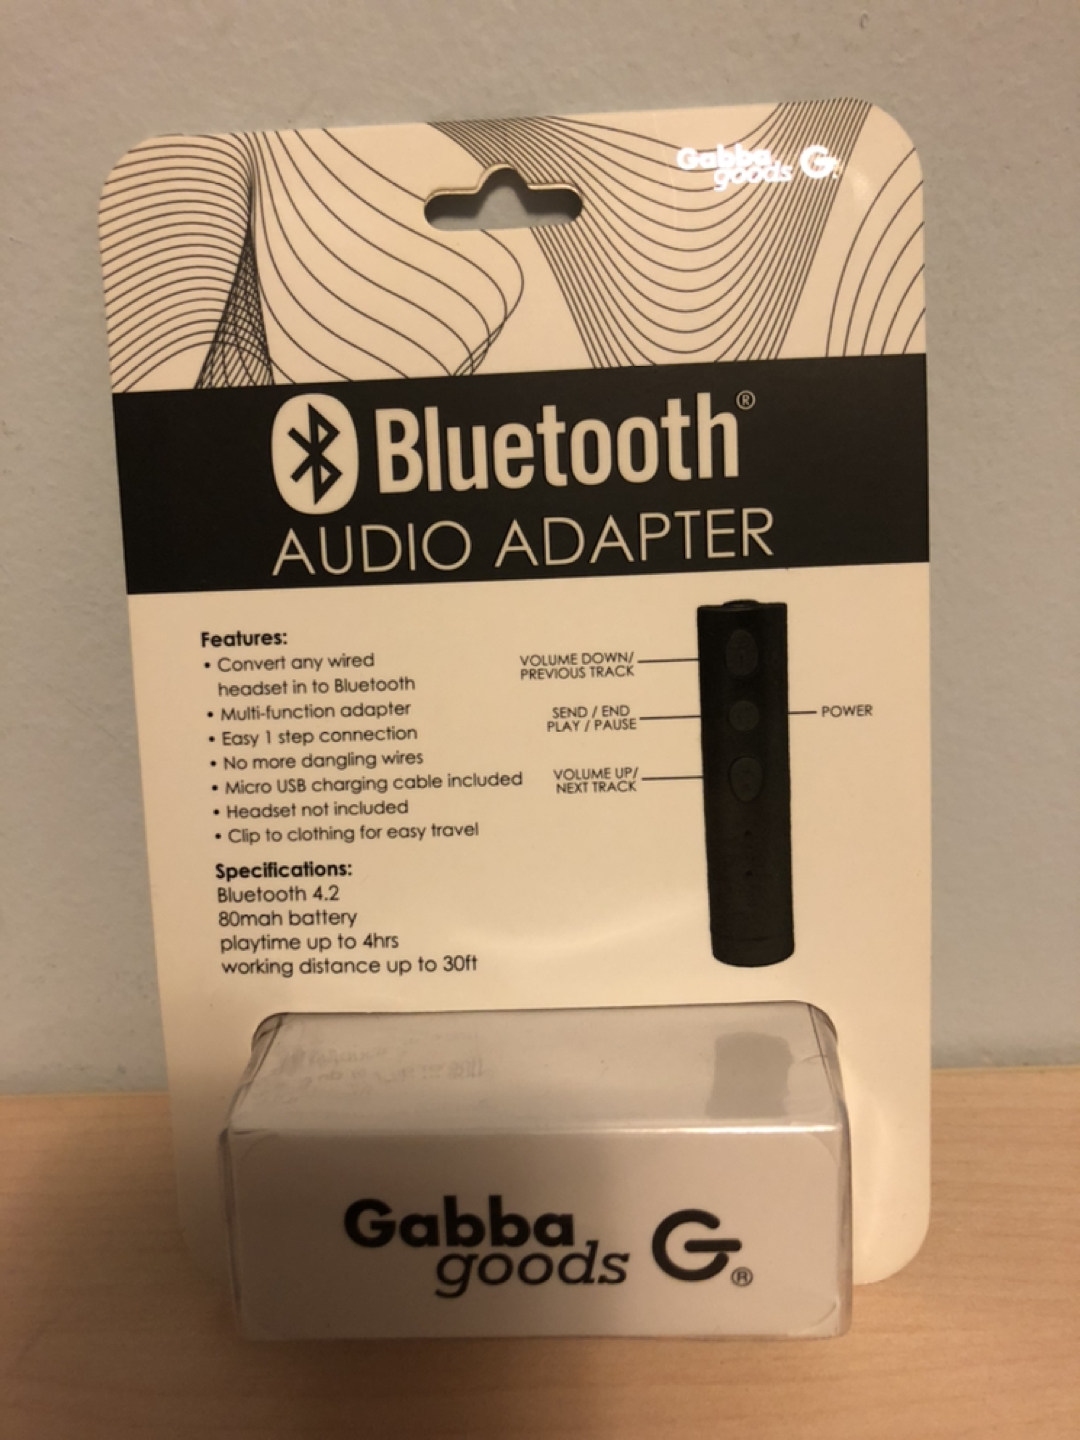 Gabba
goods
Bluetooth®
AUDIO ADAPTER
Features:
• Convert any wired
headset in to Bluetooth
• Multi-function adapter
• Easy 1 step connection
• No more dangling wires
• Micro USB charging cable included
• Headset not included
• Clip to clothing for easy travel
Specifications:
Bluetooth 4.2
80mah battery
playtime up to 4hrs
working distance up to 30ft
VOLUME DOWN/
PREVIOUS TRACK
SEND / END
PLAY / PAUSE
VOLUME UP/
NEXT TRACK
POWER
Gabba
goods G®